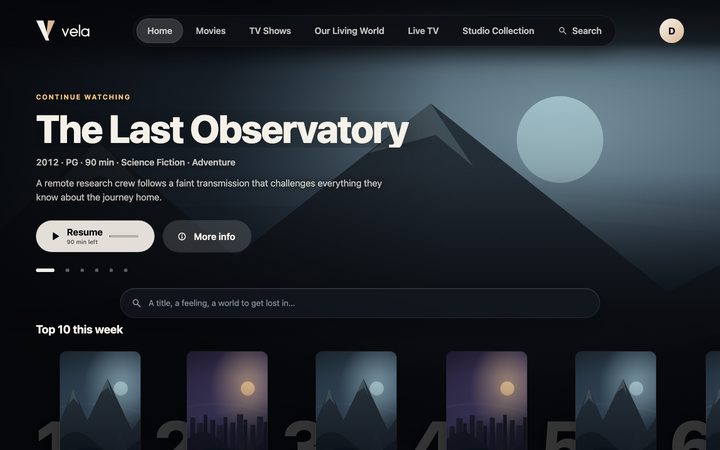 vela
Home
Movies
TV Shows
Our Living World
Live TV
Studio Collection
Search
D
CONTINUE WATCHING
The Last Observatory
2012 · PG · 90 min · Science Fiction · Adventure
A remote research crew follows a faint transmission that challenges everything they
know about the journey home.
Resume
90 min left
More info
A title, a feeling, a world to get lost in...
Top 10 this week
1
2
3
4
5
6